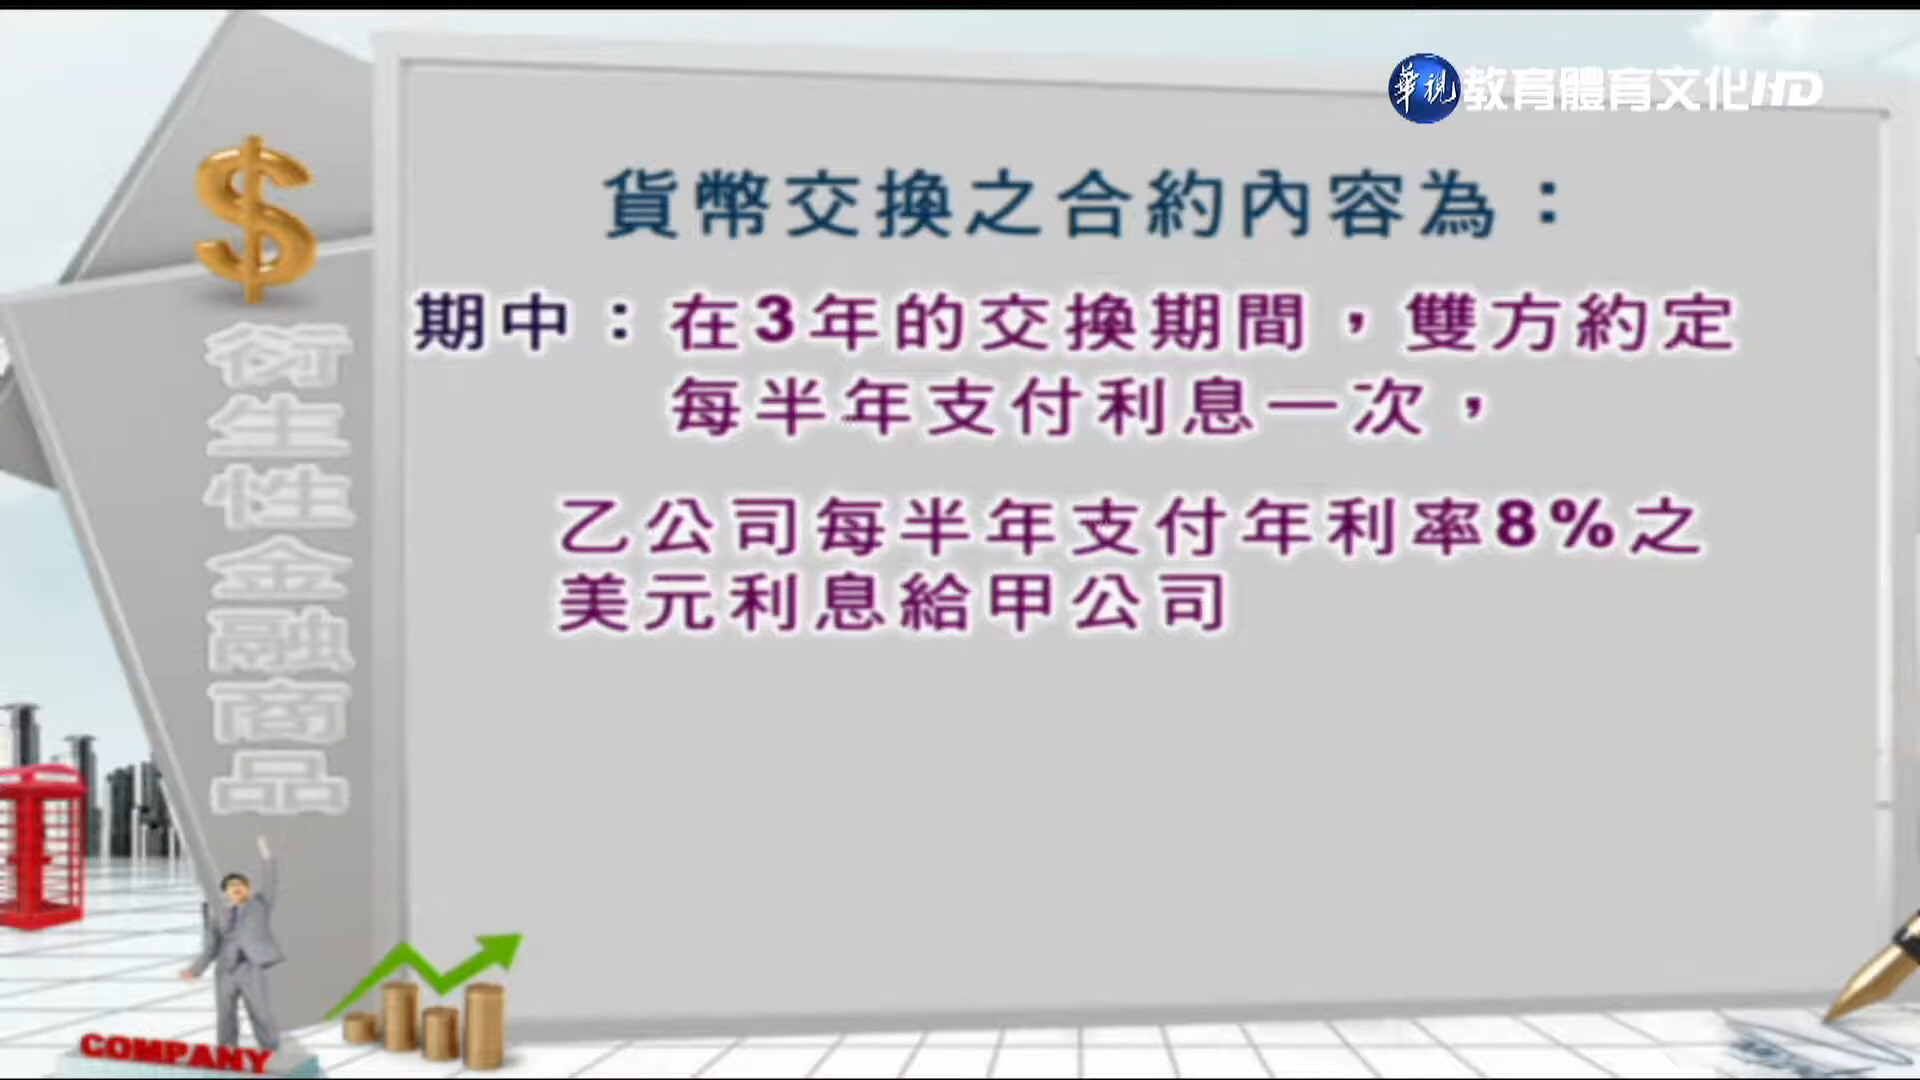 華視教育體育文化HD
貨幣交換之合約內容為：
期中：在3年的交換期間，雙方約定
每半年支付利息一次，
乙公司每半年支付年利率8%之
美元利息給甲公司
衍生性金融商品
COMPANY